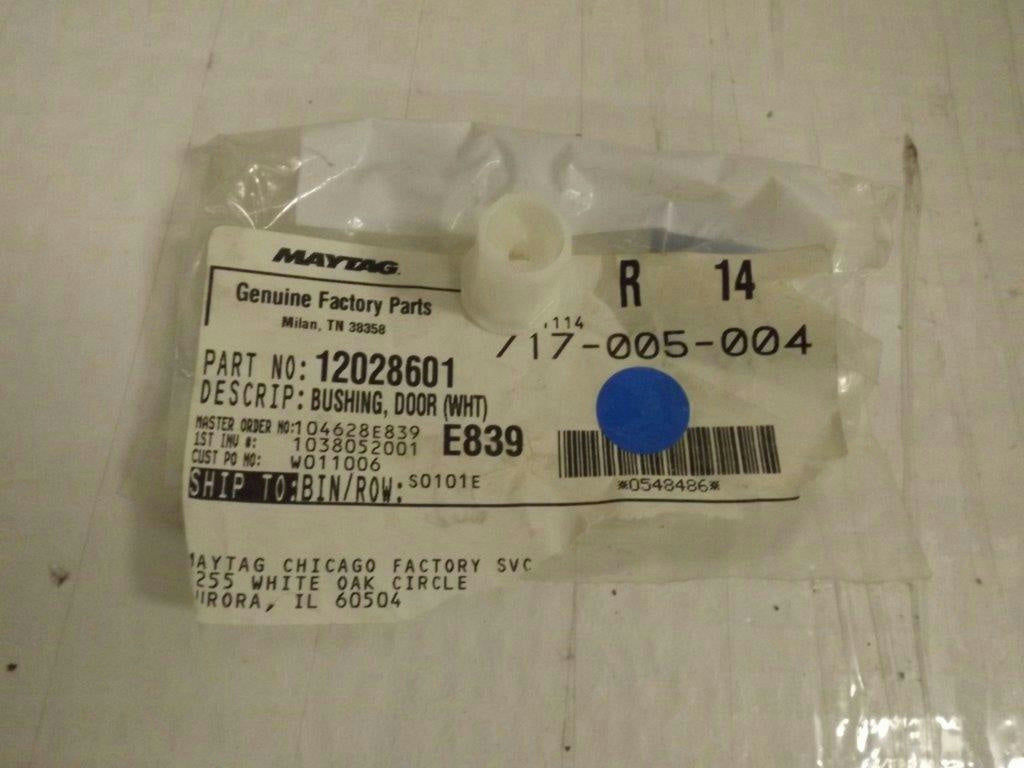 MAYTAG
Genuine Factory Parts
Milan, TN 38358
R 14
.114
/17-005-004
PART NO: 12028601
DESCRIP: BUSHING, DOOR (WHT)
MASTER ORDER NO: 104628E839
1ST INV #: 1038052001
E839
CUST PO NO: W011006
SHIP TO: BIN/ROW: S0101E
*0548486*
MAYTAG CHICAGO FACTORY SVC
255 WHITE OAK CIRCLE
URORA, IL 60504